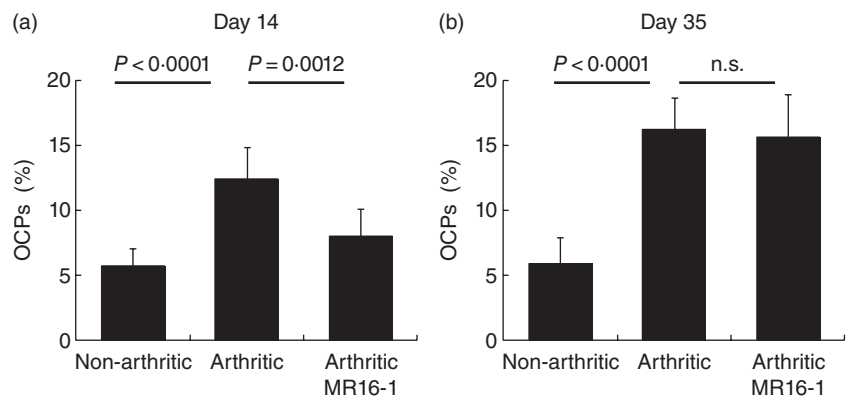 (a) Day 14
P < 0·0001 P = 0·0012
20
15
10
5
0
OCPs (%)
Non-arthritic Arthritic Arthritic
MR16-1
(b) Day 35
P < 0·0001 n.s.
20
15
10
5
0
OCPs (%)
Non-arthritic Arthritic Arthritic
MR16-1